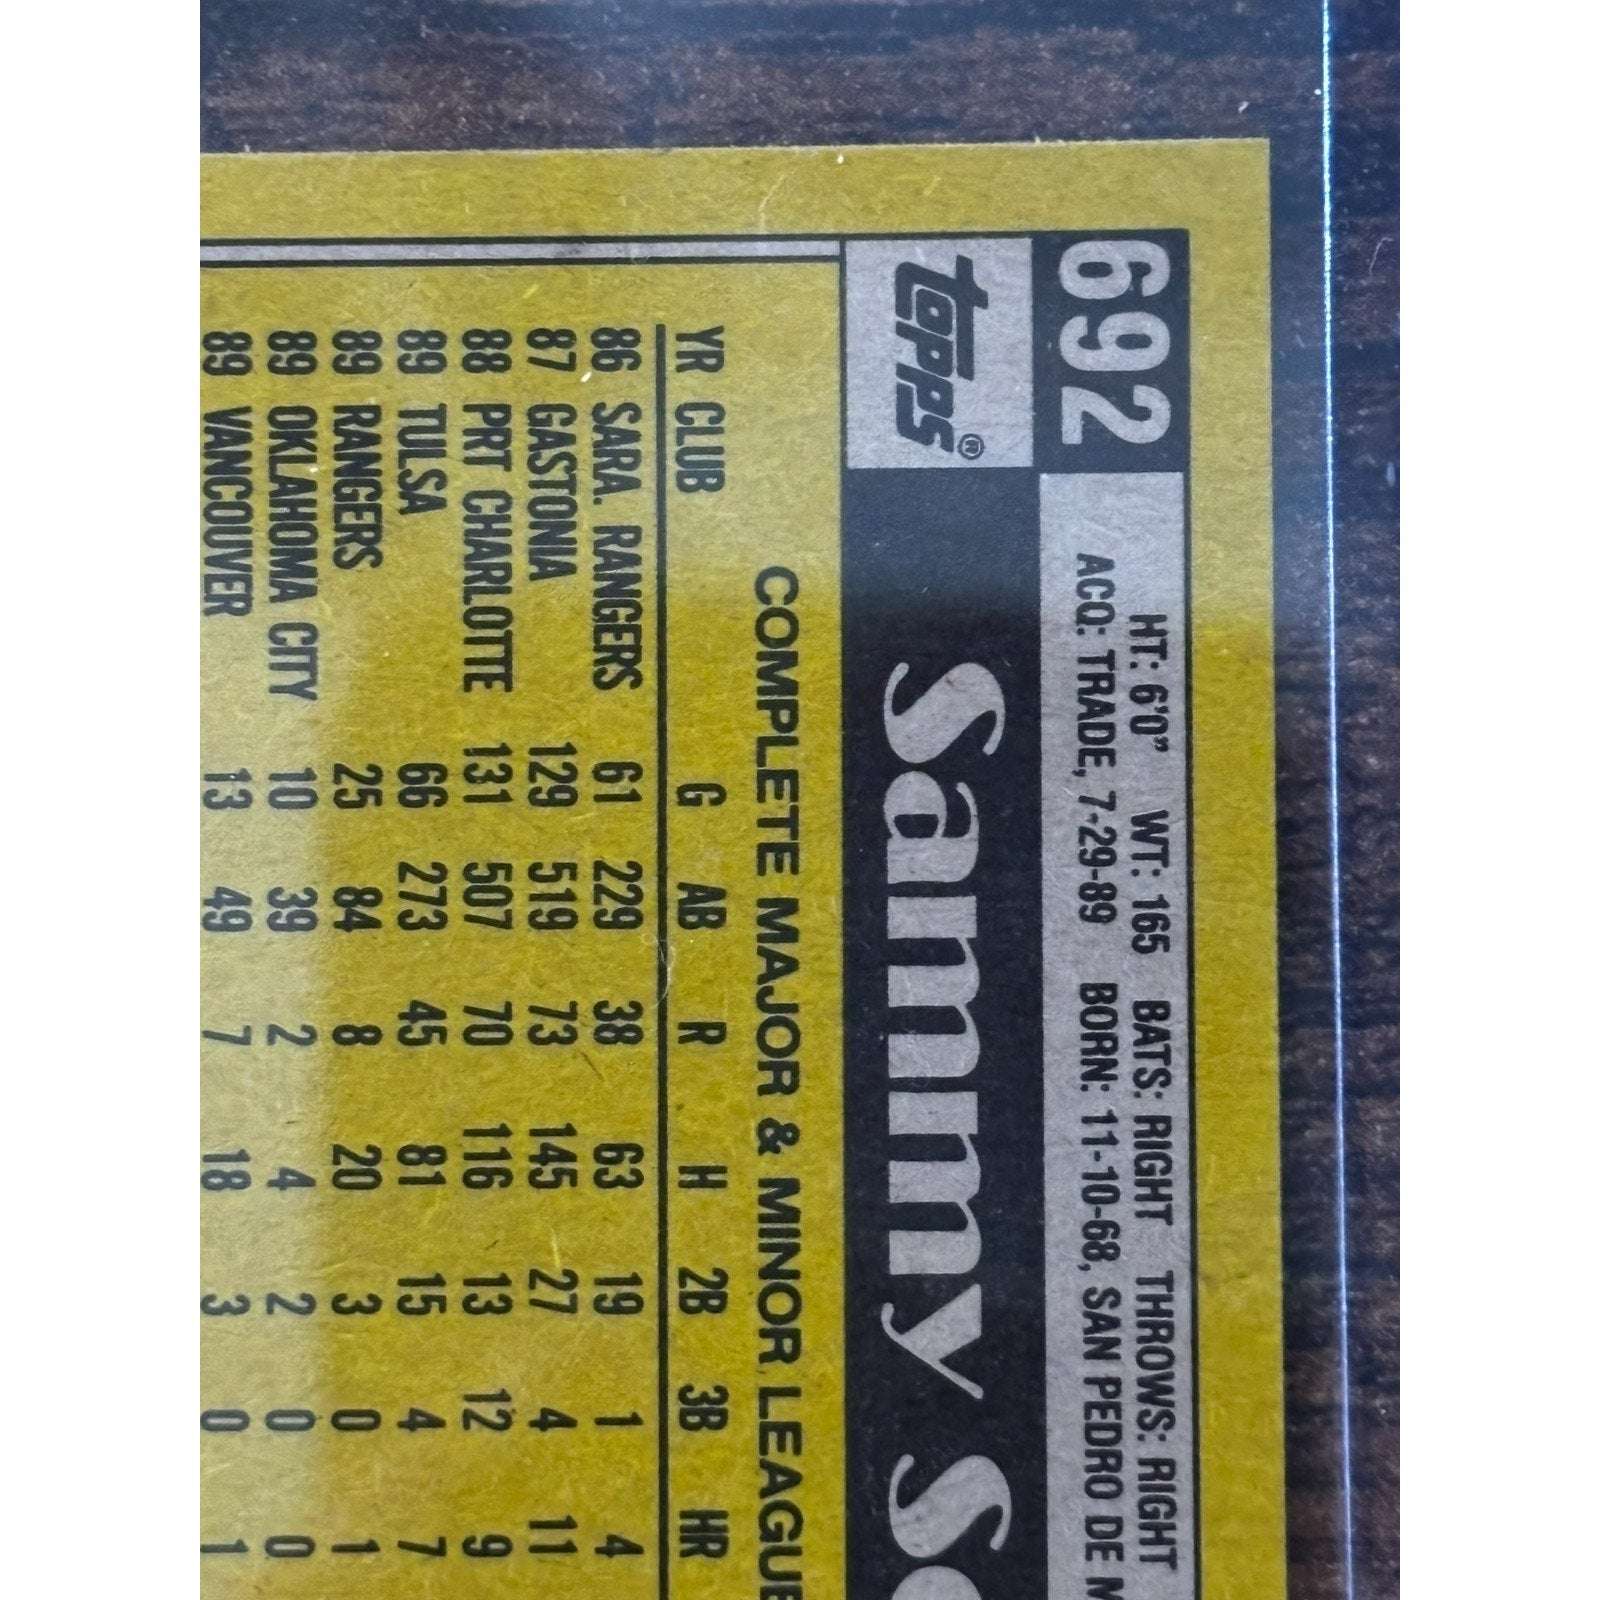 692
HT: 6'0" WT: 165 BATS: RIGHT THROWS: RIGHT
ACQ: TRADE, 7-29-89 BORN: 11-10-68, SAN PEDRO DE M
topps®
Sammy So
COMPLETE MAJOR & MINOR LEAGUE
YR CLUB G AB R H 2B 3B HR
86 SARA. RANGERS 61 229 38 63 19 1 4
87 GASTONIA 129 519 73 145 27 4 11
88 PRT CHARLOTTE 131 507 70 116 13 12 9
89 TULSA 66 273 45 81 15 4 7
89 RANGERS 25 84 8 20 3 0 1
89 OKLAHOMA CITY 10 39 2 4 2 0 0
89 VANCOUVER 13 49 7 18 3 0 1